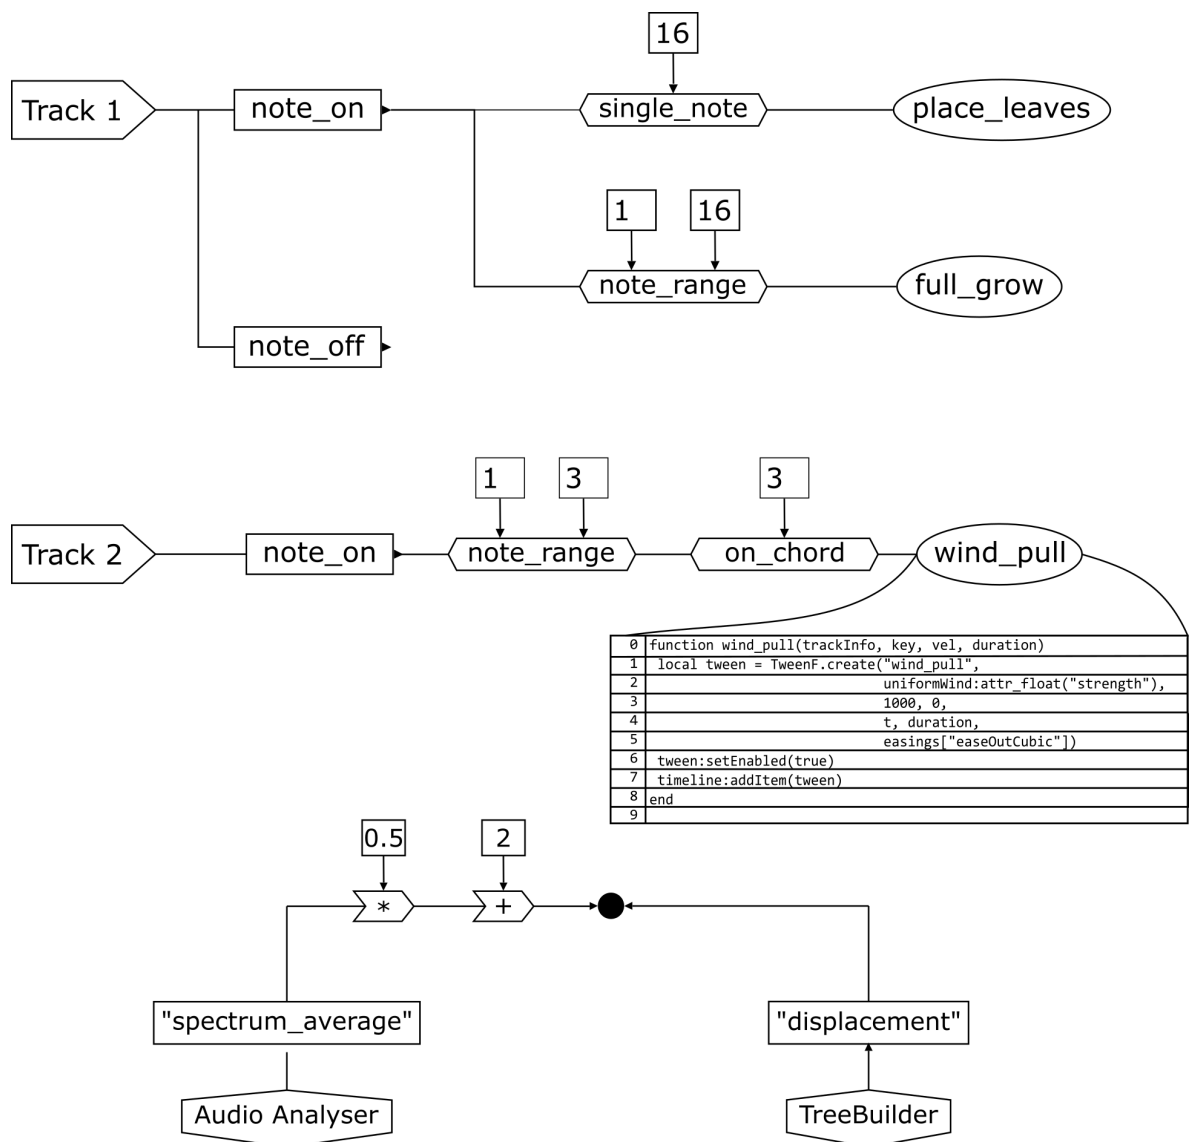 16
Track 1
note_on
single_note
place_leaves
1
16
note_range
full_grow
note_off
1
3
3
Track 2
note_on
note_range
on_chord
wind_pull
0 function wind_pull(trackInfo, key, vel, duration)
1 local tween = TweenF.create("wind_pull",
2 uniformWind:attr_float("strength"),
3 1000, 0,
4 t, duration,
5 easings["easeOutCubic"])
6 tween:setEnabled(true)
7 timeline:addItem(tween)
8 end
9
0.5
2
*
+
"spectrum_average"
"displacement"
Audio Analyser
TreeBuilder